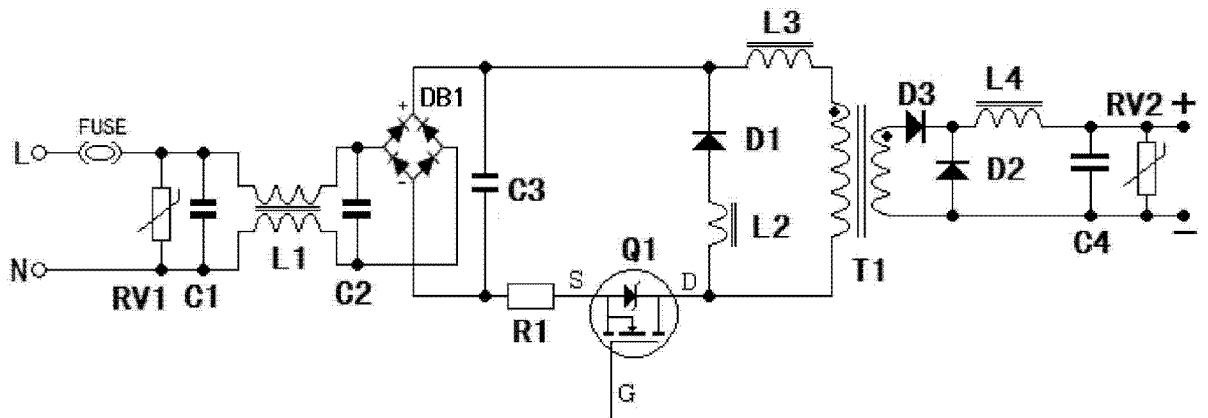 L3
DB1
D3
L4
RV2
+
FUSE
+
L
D1
D2
-
C3
L2
L1
Q1
C4
-
N
S
D
T1
RV1
C1
C2
R1
G